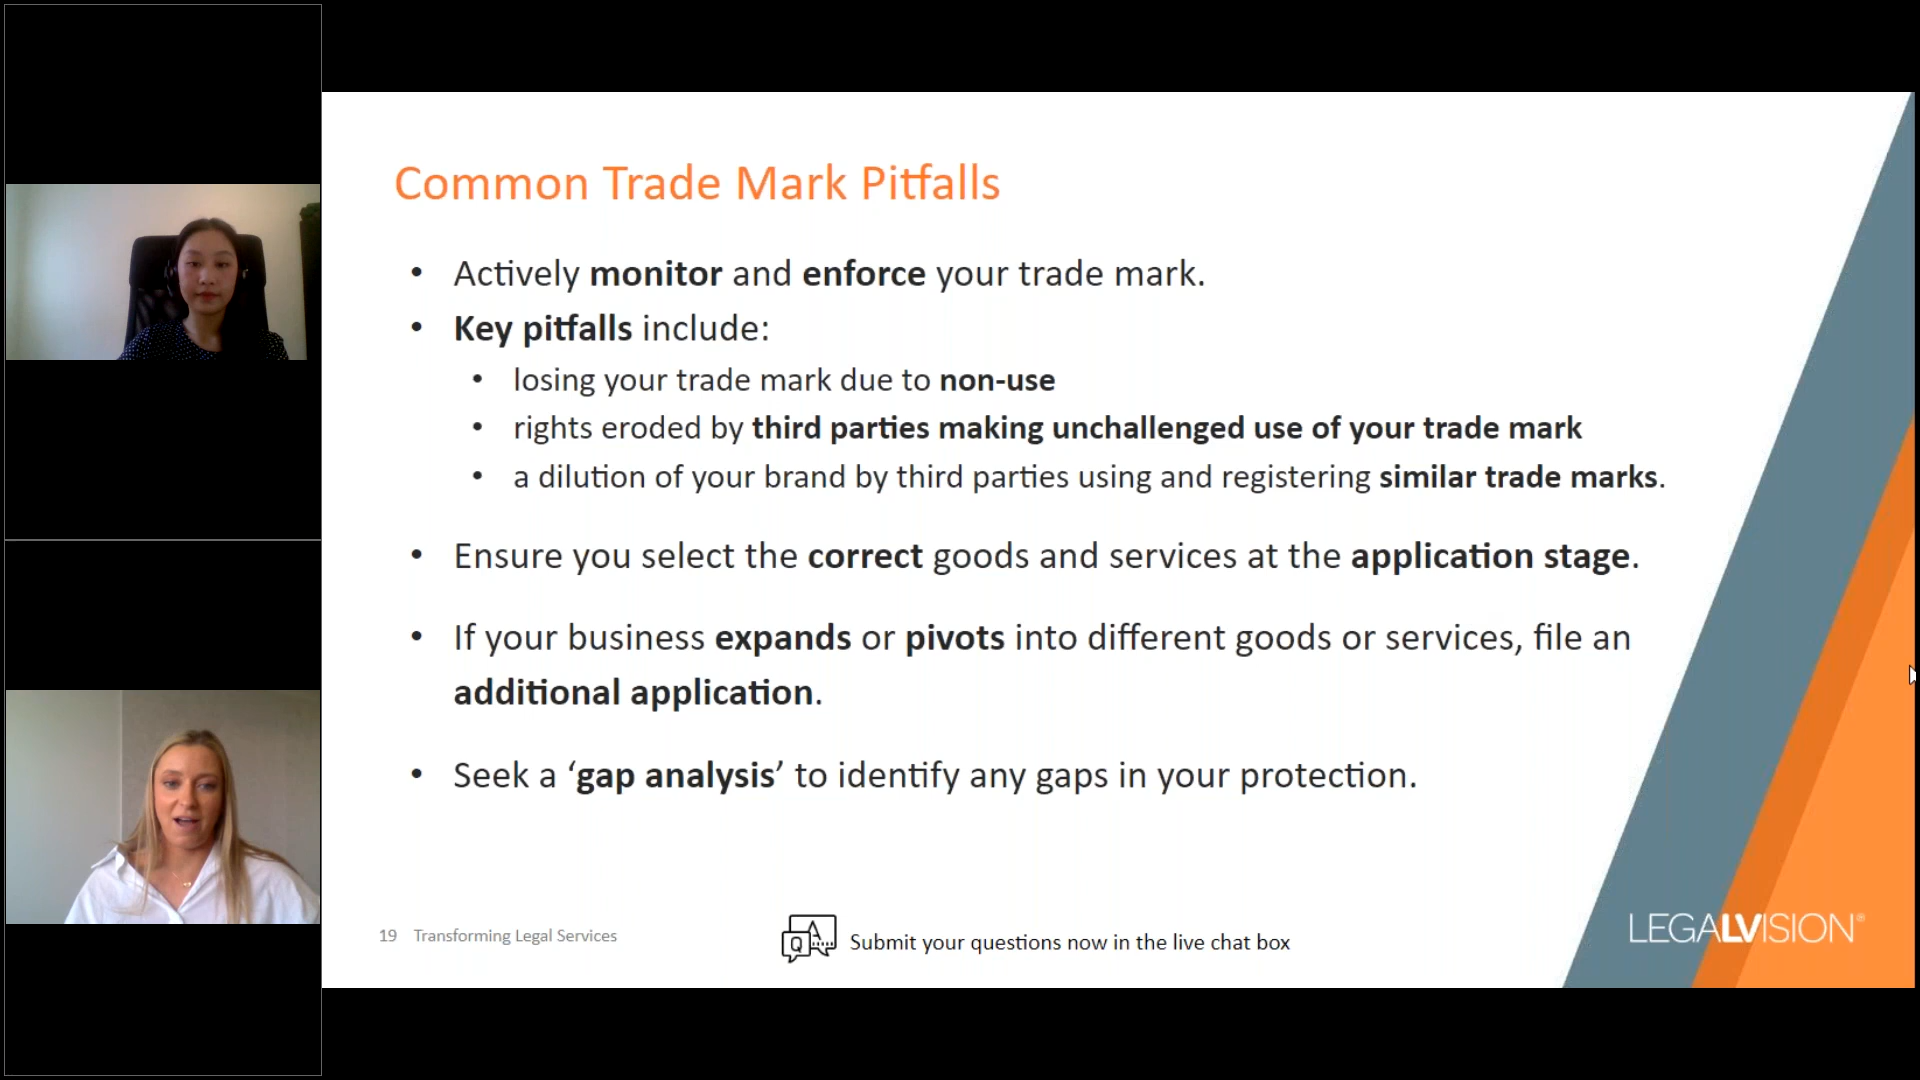 Common Trade Mark Pitfalls
• Actively monitor and enforce your trade mark.
• Key pitfalls include:
• losing your trade mark due to non-use
• rights eroded by third parties making unchallenged use of your trade mark
• a dilution of your brand by third parties using and registering similar trade marks.
• Ensure you select the correct goods and services at the application stage.
• If your business expands or pivots into different goods or services, file an
additional application.
• Seek a ‘gap analysis’ to identify any gaps in your protection.
19 Transforming Legal Services
Q A
Submit your questions now in the live chat box
LEGALVISION®